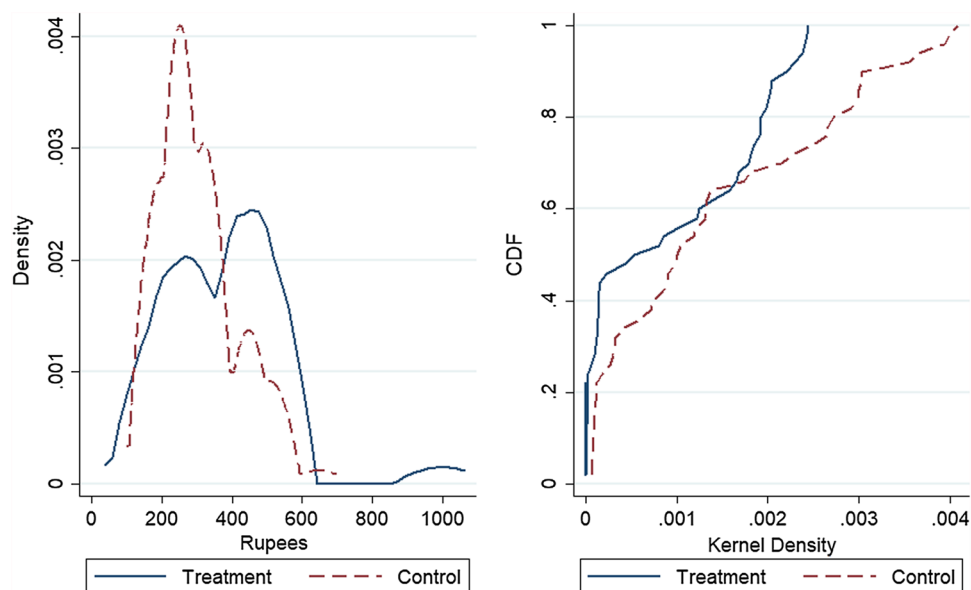 Density
0
.001
.002
.003
.004
0
200
400
600
800
1000
Rupees
Treatment
Control
CDF
0
.2
.4
.6
.8
1
0
.001
.002
.003
.004
Kernel Density
Treatment
Control